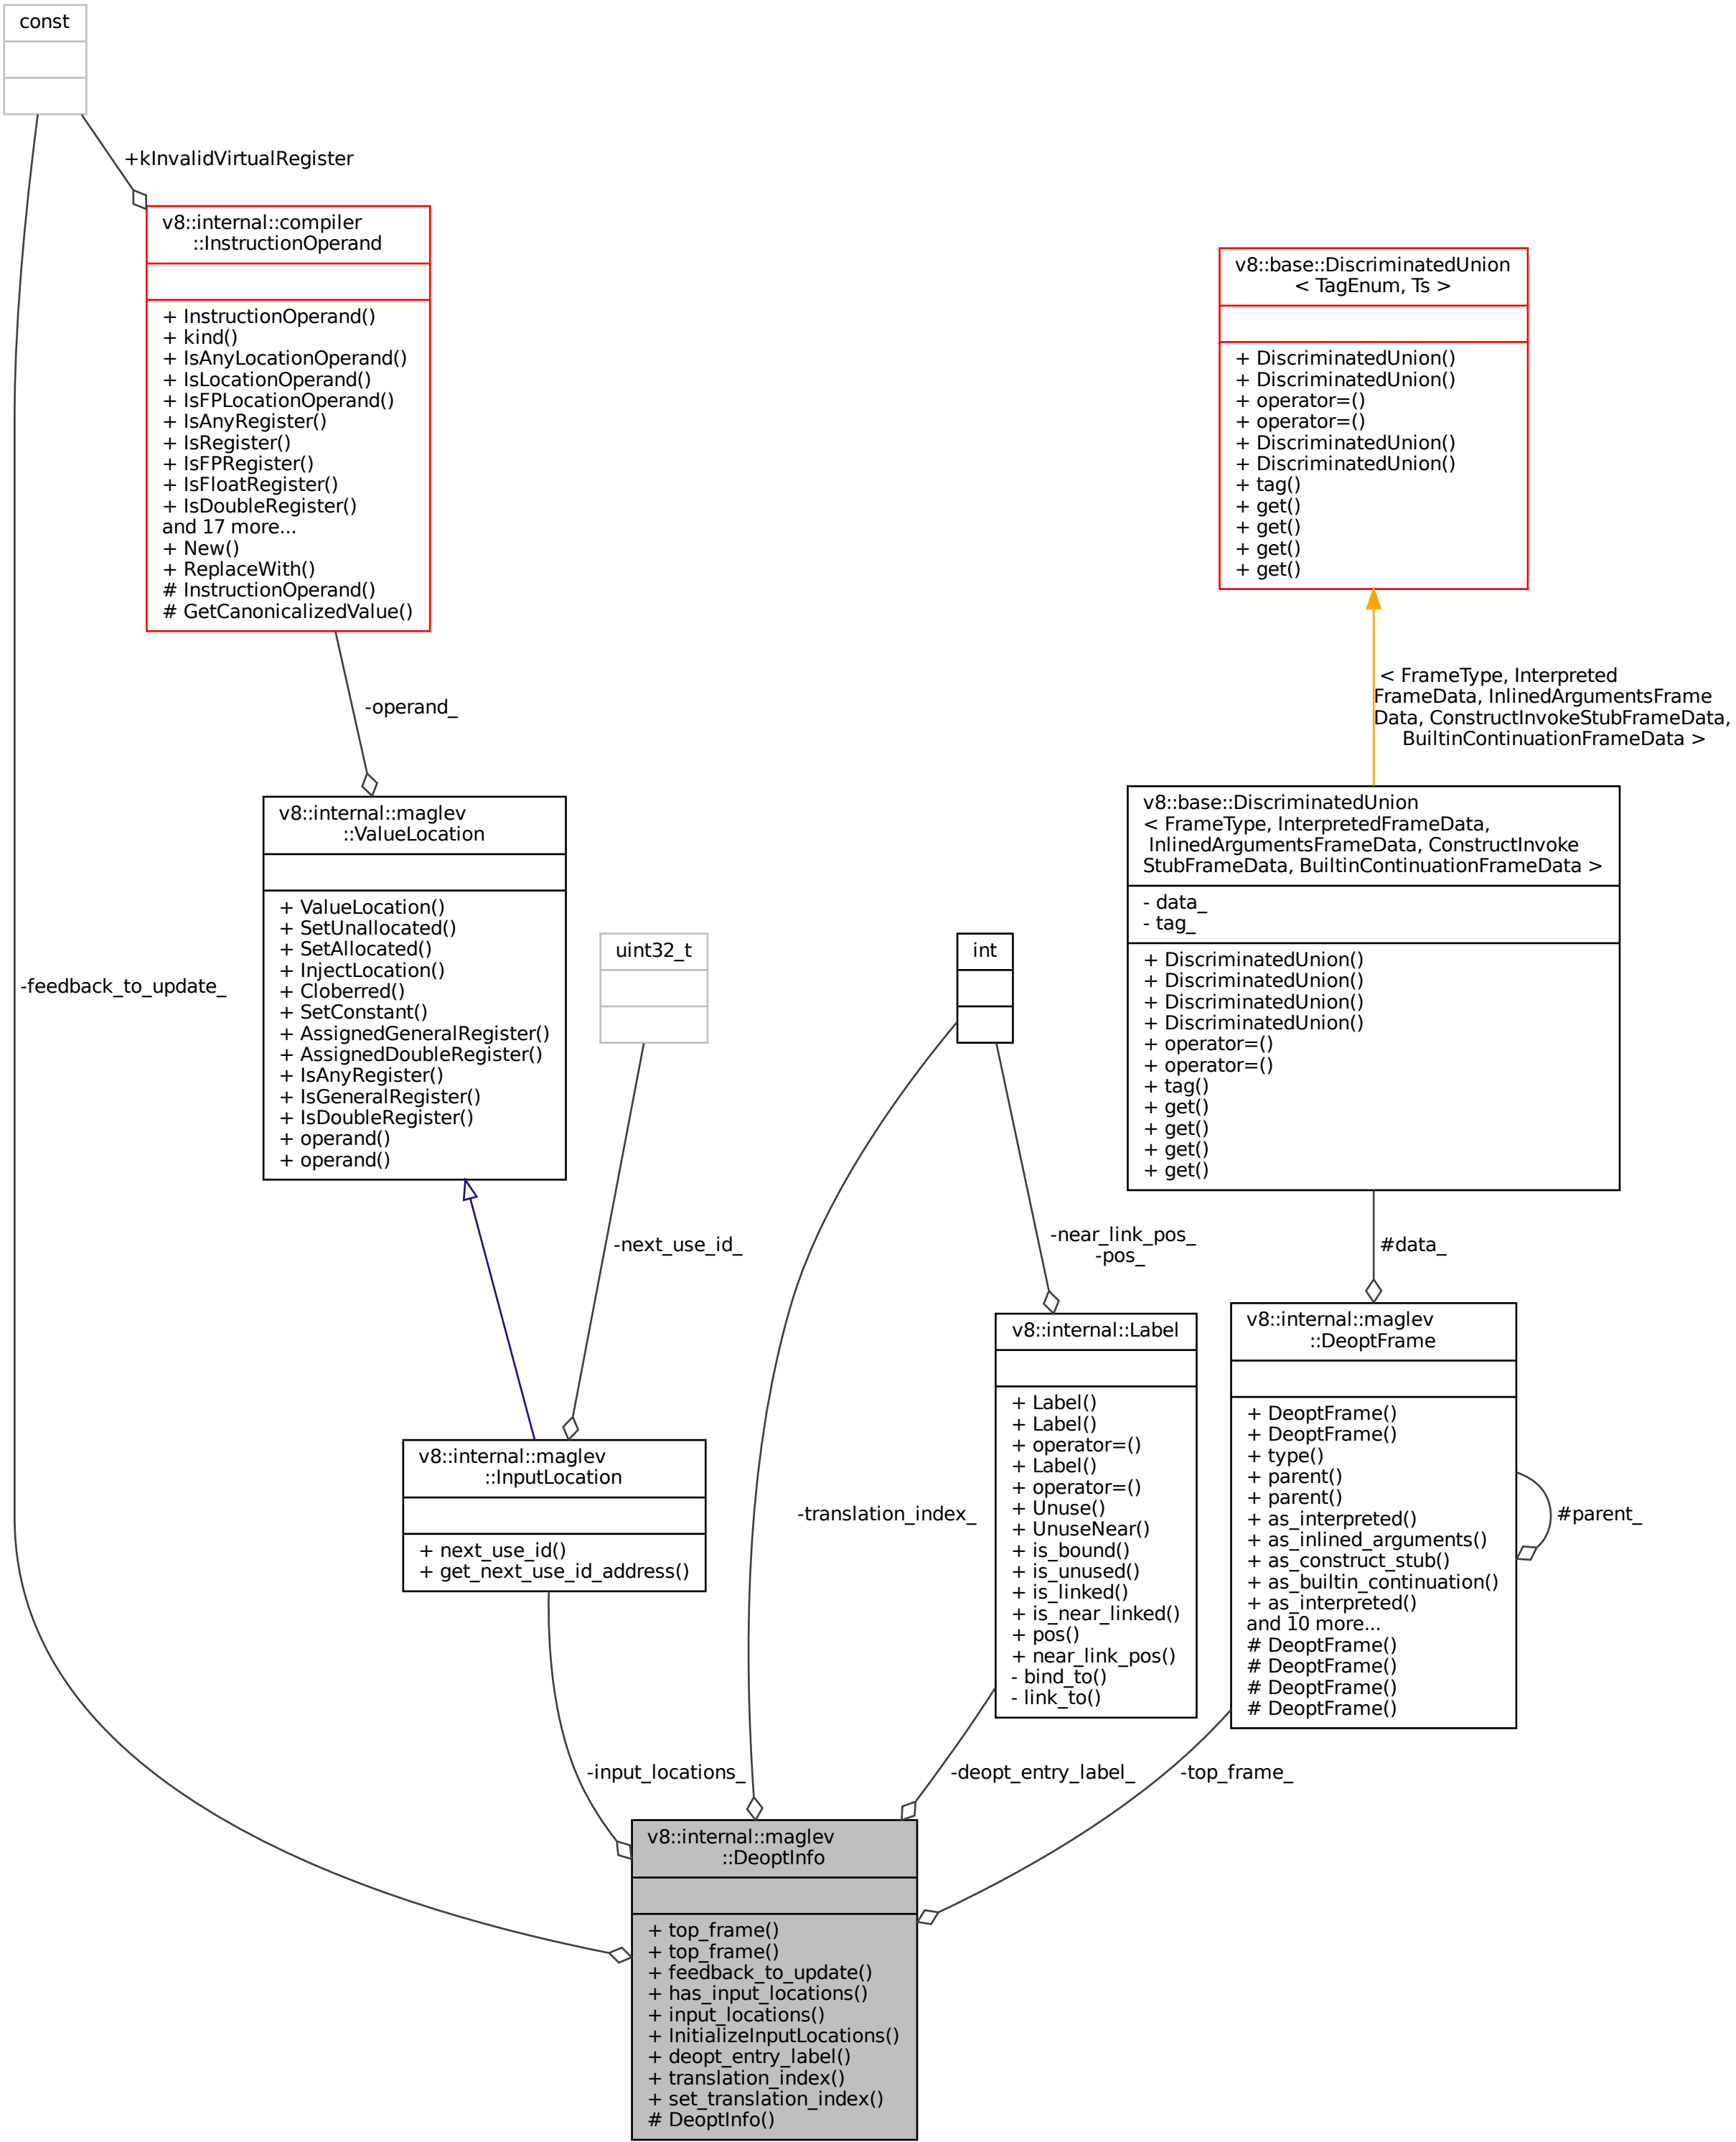 const
+kInvalidVirtualRegister
v8::internal::compiler
::InstructionOperand
+ InstructionOperand()
+ kind()
+ IsAnyLocationOperand()
+ IsLocationOperand()
+ IsFPLocationOperand()
+ IsAnyRegister()
+ IsRegister()
+ IsFPRegister()
+ IsFloatRegister()
+ IsDoubleRegister()
and 17 more...
+ New()
+ ReplaceWith()
# InstructionOperand()
# GetCanonicalizedValue()
v8::base::DiscriminatedUnion
< TagEnum, Ts >
+ DiscriminatedUnion()
+ DiscriminatedUnion()
+ operator=()
+ operator=()
+ DiscriminatedUnion()
+ DiscriminatedUnion()
+ tag()
+ get()
+ get()
+ get()
+ get()
-operand_
< FrameType, Interpreted
FrameData, InlinedArgumentsFrame
Data, ConstructInvokeStubFrameData,
BuiltinContinuationFrameData >
v8::internal::maglev
::ValueLocation
+ ValueLocation()
+ SetUnallocated()
+ SetAllocated()
+ InjectLocation()
+ Cloberred()
+ SetConstant()
+ AssignedGeneralRegister()
+ AssignedDoubleRegister()
+ IsAnyRegister()
+ IsGeneralRegister()
+ IsDoubleRegister()
+ operand()
+ operand()
-feedback_to_update_
uint32_t
int
v8::base::DiscriminatedUnion
< FrameType, InterpretedFrameData,
InlinedArgumentsFrameData, ConstructInvoke
StubFrameData, BuiltinContinuationFrameData >
- data_
- tag_
+ DiscriminatedUnion()
+ DiscriminatedUnion()
+ DiscriminatedUnion()
+ DiscriminatedUnion()
+ operator=()
+ operator=()
+ tag()
+ get()
+ get()
+ get()
+ get()
-next_use_id_
-near_link_pos_
-pos_
#data_
v8::internal::maglev
::InputLocation
+ next_use_id()
+ get_next_use_id_address()
-translation_index_
v8::internal::Label
+ Label()
+ Label()
+ operator=()
+ Label()
+ operator=()
+ Unuse()
+ UnuseNear()
+ is_bound()
+ is_unused()
+ is_linked()
+ is_near_linked()
+ pos()
+ near_link_pos()
- bind_to()
- link_to()
v8::internal::maglev
::DeoptFrame
+ DeoptFrame()
+ DeoptFrame()
+ type()
+ parent()
+ parent()
+ as_interpreted()
+ as_inlined_arguments()
+ as_construct_stub()
+ as_builtin_continuation()
+ as_interpreted()
and 10 more...
# DeoptFrame()
# DeoptFrame()
# DeoptFrame()
# DeoptFrame()
#parent_
-input_locations_
-deopt_entry_label_
-top_frame_
v8::internal::maglev
::DeoptInfo
+ top_frame()
+ top_frame()
+ feedback_to_update()
+ has_input_locations()
+ input_locations()
+ InitializeInputLocations()
+ deopt_entry_label()
+ translation_index()
+ set_translation_index()
# DeoptInfo()